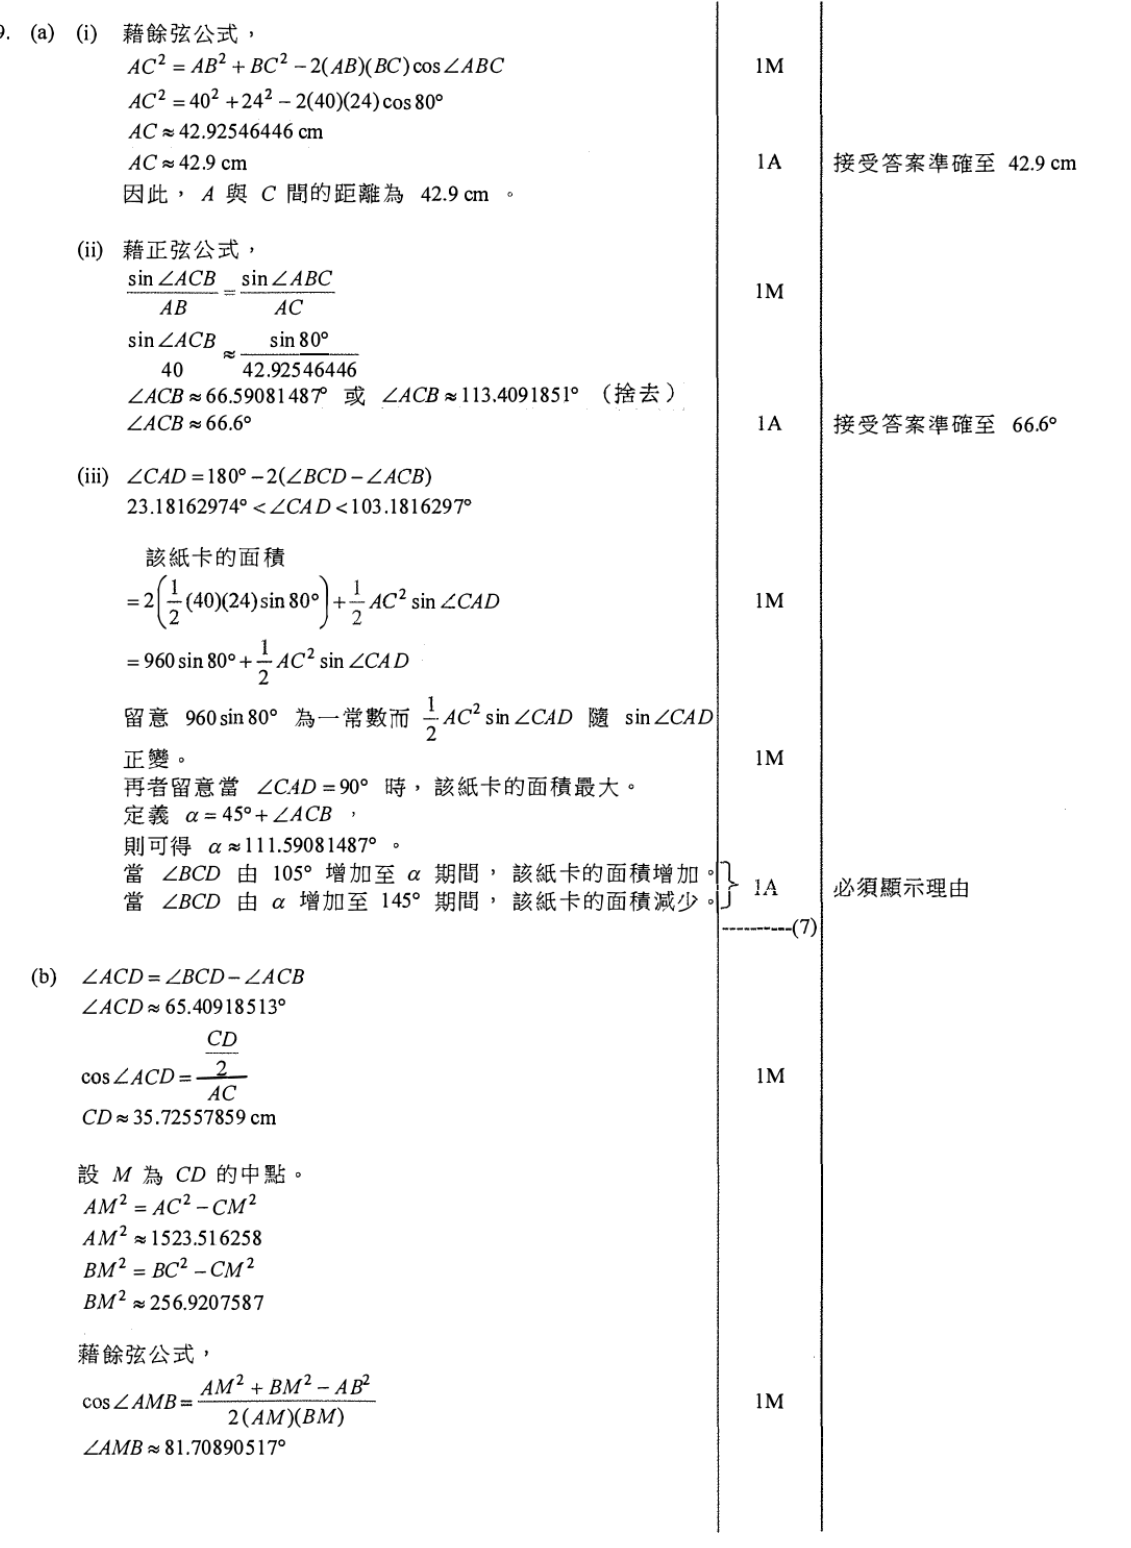 9. (a) (i) 藉餘弦公式，
AC² = AB² + BC² − 2(AB)(BC) cos∠ABC 1M
AC² = 40² + 24² − 2(40)(24) cos 80°
AC ≈ 42.92546446 cm
AC ≈ 42.9 cm 1A 接受答案準確至 42.9 cm
因此， A 與 C 間的距離為 42.9 cm 。
(ii) 藉正弦公式，
sin∠ACB / AB = sin∠ABC / AC 1M
sin∠ACB / 40 ≈ sin 80° / 42.92546446
∠ACB ≈ 66.59081487° 或 ∠ACB ≈ 113.4091851° （捨去）
∠ACB ≈ 66.6° 1A 接受答案準確至 66.6°
(iii) ∠CAD = 180° − 2(∠BCD − ∠ACB)
23.18162974° < ∠CAD < 103.1816297°
該紙卡的面積
= 2(1/2 (40)(24) sin 80°) + 1/2 AC² sin∠CAD 1M
= 960 sin 80° + 1/2 AC² sin∠CAD
留意 960 sin 80° 為一常數而 1/2 AC² sin∠CAD 隨 sin∠CAD
正變。 1M
再者留意當 ∠CAD = 90° 時，該紙卡的面積最大。
定義 α = 45° + ∠ACB ，
則可得 α ≈ 111.59081487° 。
當 ∠BCD 由 105° 增加至 α 期間， 該紙卡的面積增加。
當 ∠BCD 由 α 增加至 145° 期間， 該紙卡的面積減少。 } 1A 必須顯示理由
----------(7)
(b) ∠ACD = ∠BCD − ∠ACB
∠ACD ≈ 65.40918513°
cos∠ACD = (CD/2) / AC 1M
CD ≈ 35.72557859 cm
設 M 為 CD 的中點。
AM² = AC² − CM²
AM² ≈ 1523.516258
BM² = BC² − CM²
BM² ≈ 256.9207587
藉餘弦公式，
cos∠AMB = (AM² + BM² − AB²) / 2(AM)(BM) 1M
∠AMB ≈ 81.70890517°